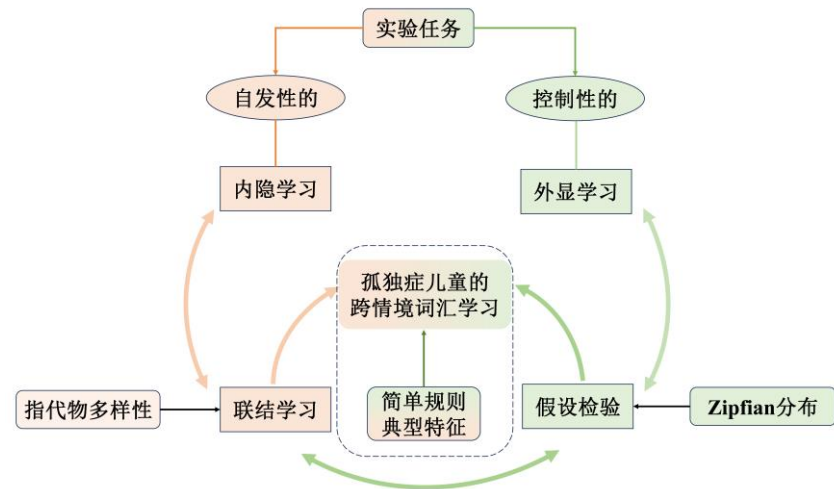 实验任务
自发性的
控制性的
内隐学习
外显学习
孤独症儿童的
跨情境词汇学习
指代物多样性
联结学习
简单规则
典型特征
假设检验
Zipfian分布